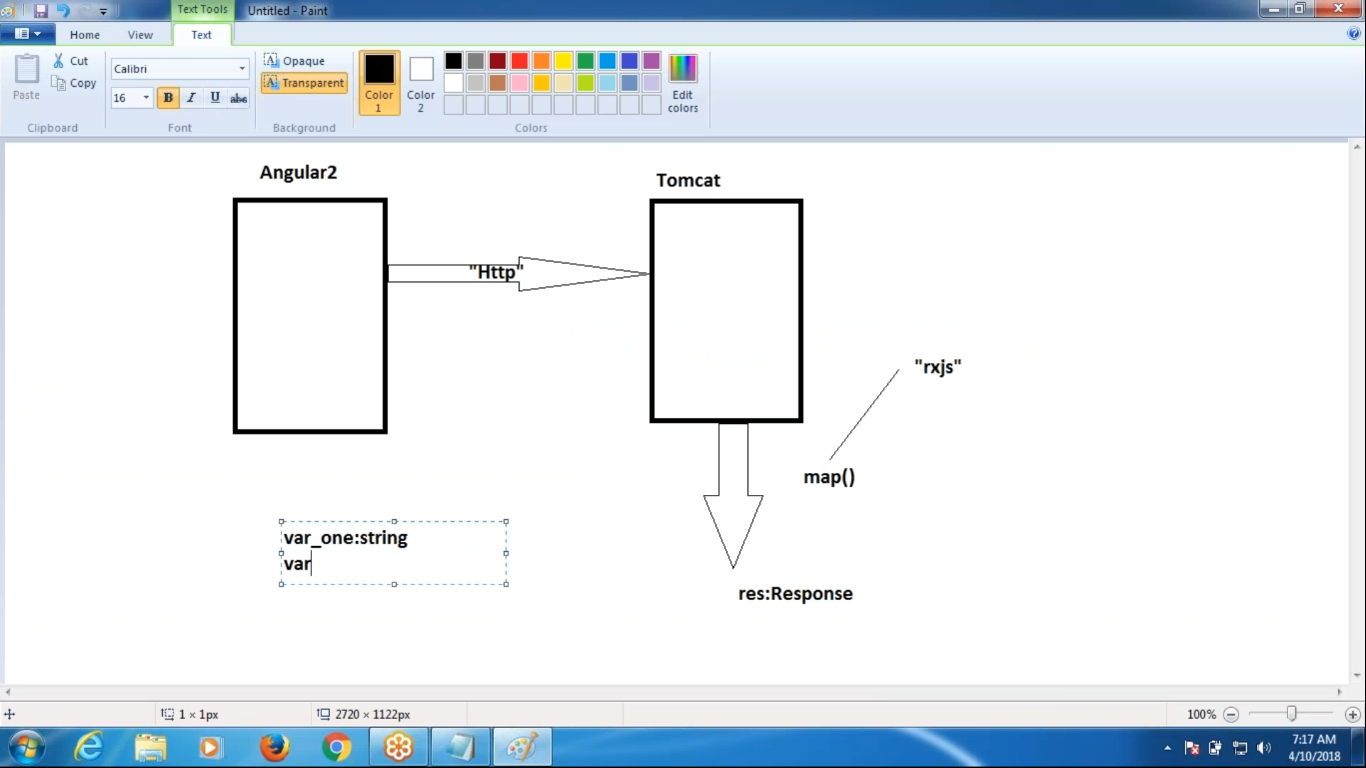 Text Tools
Untitled - Paint
Home
View
Text
Paste
Cut
Copy
Clipboard
Calibri
16
B I U abc
Font
Opaque
Transparent
Background
Color 1
Color 2
Edit colors
Colors
Angular2
Tomcat
"Http"
"rxjs"
map()
var_one:string
var
res:Response
1 × 1px
2720 × 1122px
100%
7:17 AM
4/10/2018